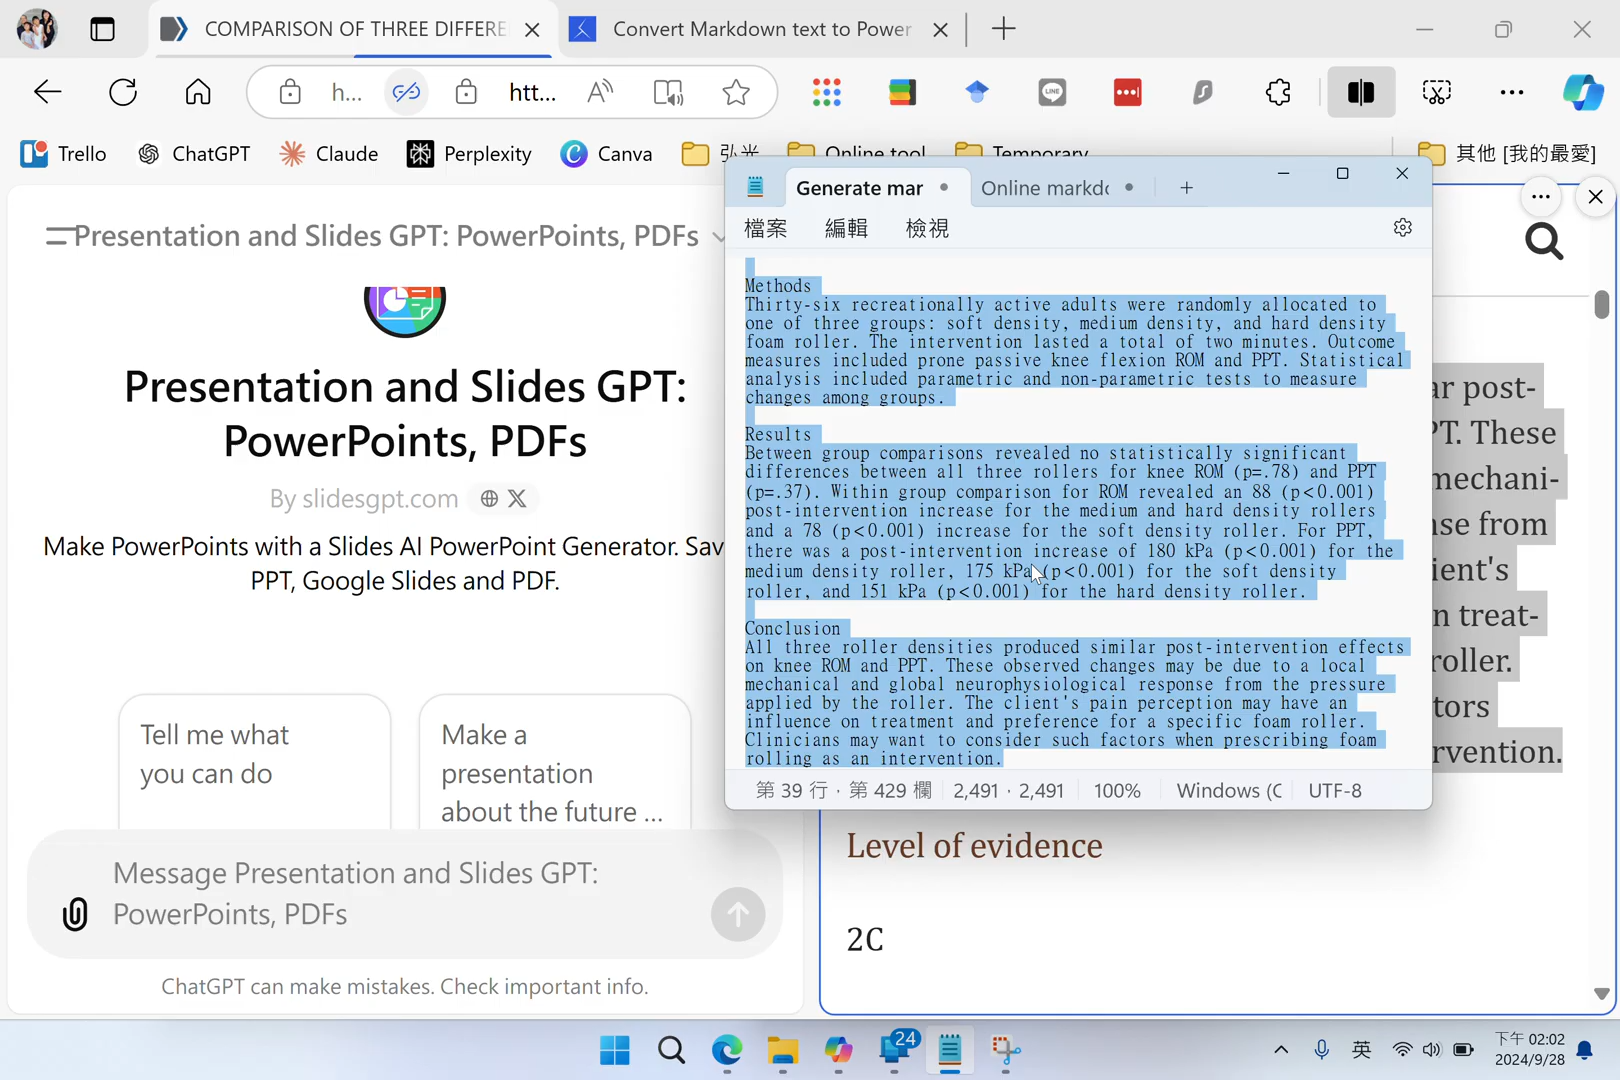 COMPARISON OF THREE DIFFERE
Convert Markdown text to Power
h...
htt...
Trello
ChatGPT
Claude
Perplexity
Canva
弘光
Online tool
Temporary
其他 [我的最愛]
Presentation and Slides GPT: PowerPoints, PDFs
Presentation and Slides GPT:
PowerPoints, PDFs
By slidesgpt.com
Make PowerPoints with a Slides AI PowerPoint Generator. Sav
PPT, Google Slides and PDF.
Tell me what
you can do
Make a
presentation
about the future ...
Message Presentation and Slides GPT:
PowerPoints, PDFs
ChatGPT can make mistakes. Check important info.
Generate mar
Online markdo
檔案
編輯
檢視
Methods
Thirty-six recreationally active adults were randomly allocated to
one of three groups: soft density, medium density, and hard density
foam roller. The intervention lasted a total of two minutes. Outcome
measures included prone passive knee flexion ROM and PPT. Statistical
analysis included parametric and non-parametric tests to measure
changes among groups.
Results
Between group comparisons revealed no statistically significant
differences between all three rollers for knee ROM (p=.78) and PPT
(p=.37). Within group comparison for ROM revealed an 88 (p<0.001)
post-intervention increase for the medium and hard density rollers
and a 78 (p<0.001) increase for the soft density roller. For PPT,
there was a post-intervention increase of 180 kPa (p<0.001) for the
medium density roller, 175 kPa (p<0.001) for the soft density
roller, and 151 kPa (p<0.001) for the hard density roller.
Conclusion
All three roller densities produced similar post-intervention effects
on knee ROM and PPT. These observed changes may be due to a local
mechanical and global neurophysiological response from the pressure
applied by the roller. The client's pain perception may have an
influence on treatment and preference for a specific foam roller.
Clinicians may want to consider such factors when prescribing foam
rolling as an intervention.
第 39 行，第 429 欄
2,491，2,491
100%
Windows (C
UTF-8
ar post-
PT. These
mechani-
nse from
ient's
n treat-
roller.
tors
rvention.
Level of evidence
2C
24
英
下午 02:02
2024/9/28